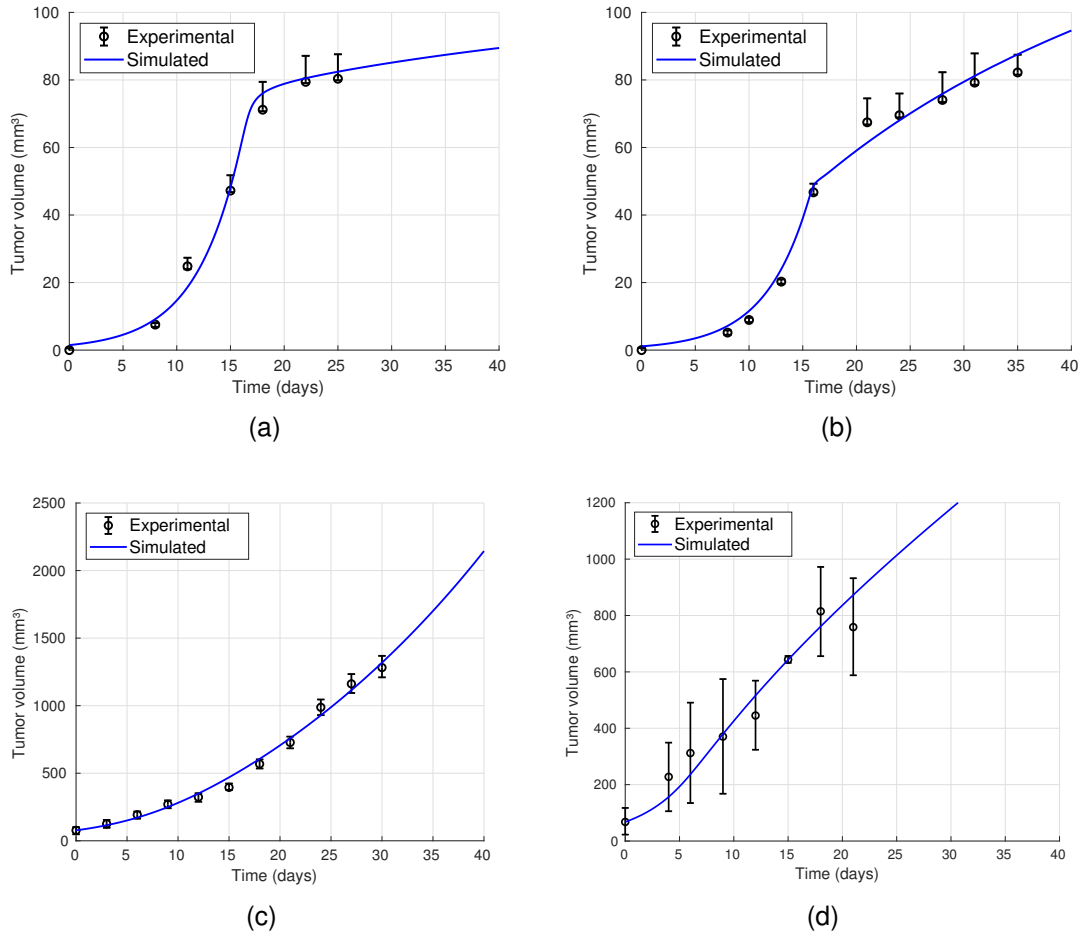 100
80
60
40
20
0
Tumor volume (mm³)
Experimental
Simulated
0 5 10 15 20 25 30 35 40
Time (days)
(a)
100
80
60
40
20
0
Tumor volume (mm³)
Experimental
Simulated
0 5 10 15 20 25 30 35 40
Time (days)
(b)
2500
2000
1500
1000
500
0
Tumor volume (mm³)
Experimental
Simulated
0 5 10 15 20 25 30 35 40
Time (days)
(c)
1200
1000
800
600
400
200
0
Tumor volume (mm³)
Experimental
Simulated
0 5 10 15 20 25 30 35 40
Time (days)
(d)